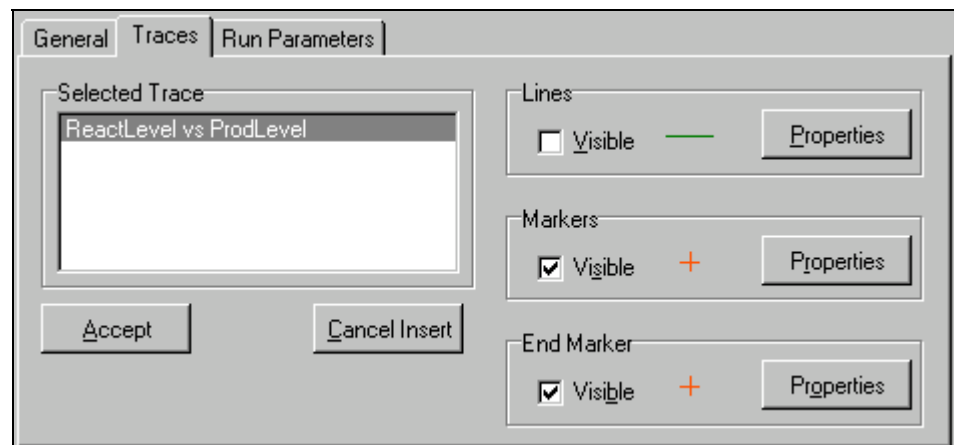 General Traces Run Parameters
Selected Trace
ReactLevel vs ProdLevel
Accept Cancel Insert
Lines
Visible Properties
Markers
Visible Properties
End Marker
Visible Properties